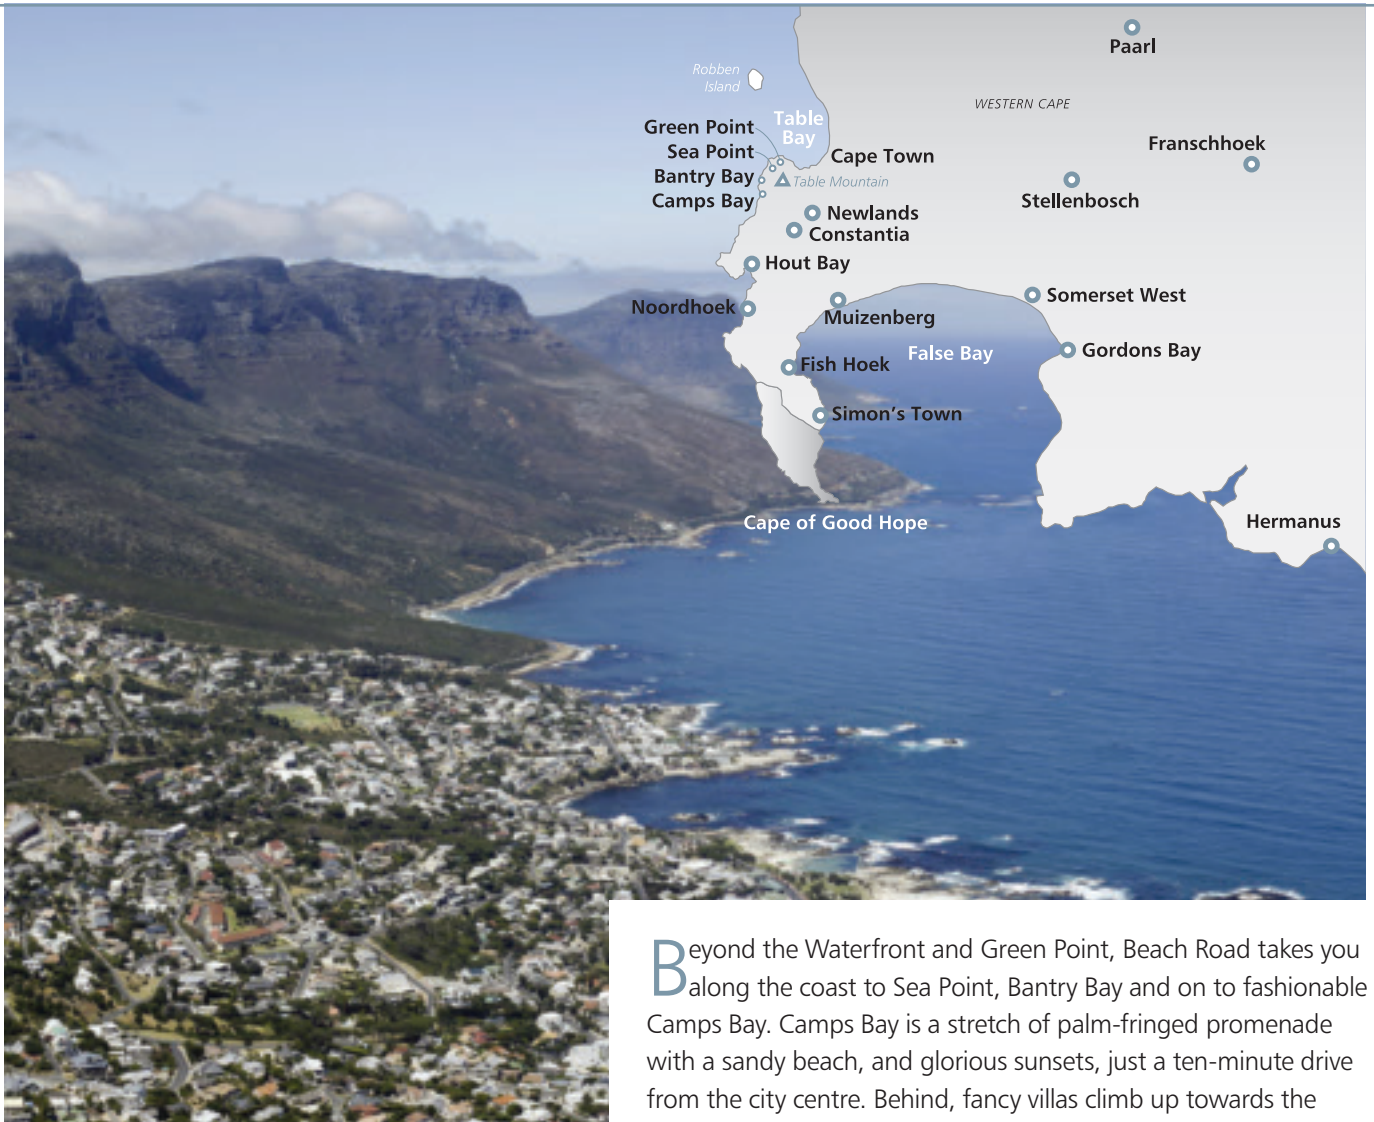 Paarl
Robben
Island
WESTERN CAPE
Table
Bay
Green Point
Sea Point
Bantry Bay
Camps Bay
Cape Town
Table Mountain
Franschhoek
Stellenbosch
Newlands
Constantia
Hout Bay
Noordhoek
Muizenberg
Somerset West
False Bay
Gordons Bay
Fish Hoek
Simon's Town
Cape of Good Hope
Hermanus
Beyond the Waterfront and Green Point, Beach Road takes you
along the coast to Sea Point, Bantry Bay and on to fashionable
Camps Bay. Camps Bay is a stretch of palm-fringed promenade
with a sandy beach, and glorious sunsets, just a ten-minute drive
from the city centre. Behind, fancy villas climb up towards the